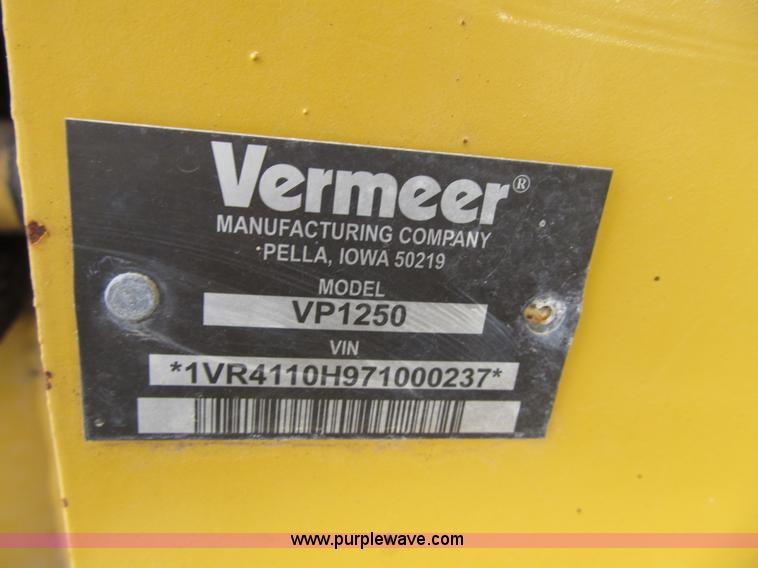 Vermeer®
MANUFACTURING COMPANY
PELLA, IOWA 50219
MODEL
VP1250
VIN
*1VR4110H971000237*
www.purplewave.com